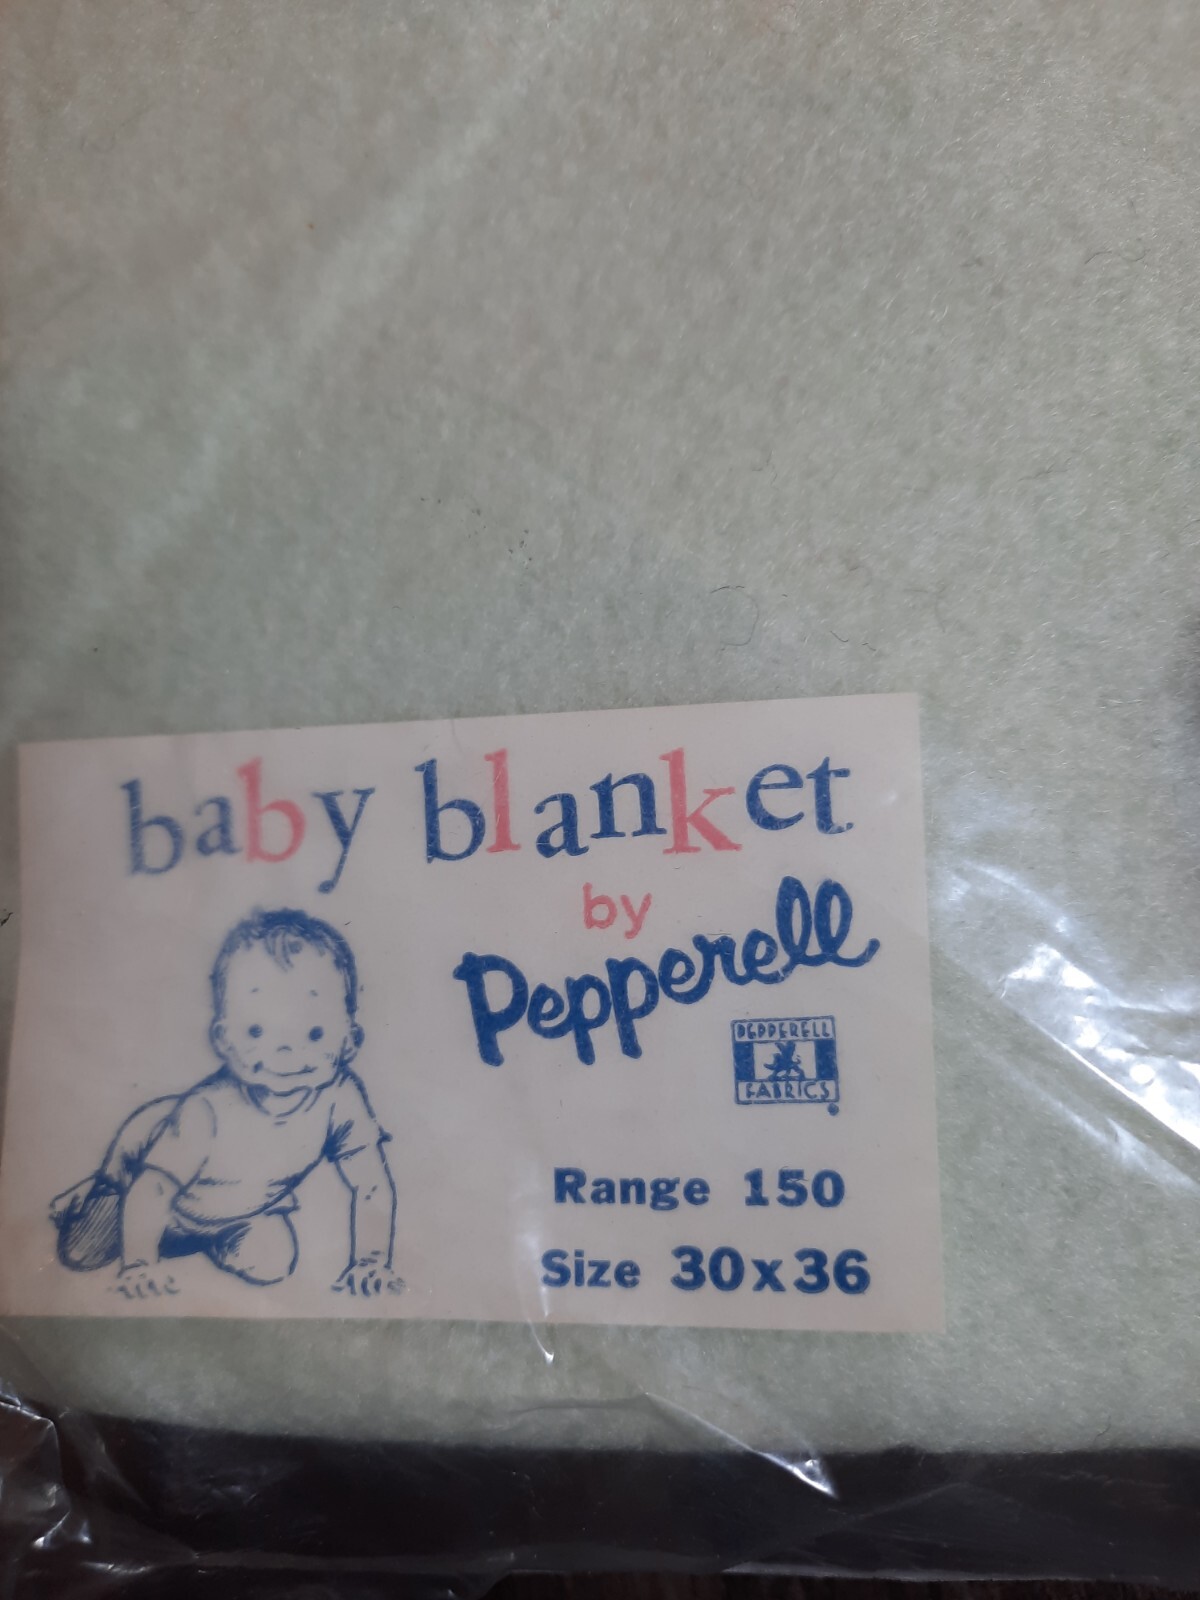 baby blanket
by
Pepperell
PEPPERELL
FABRICS
Range 150
Size 30x36